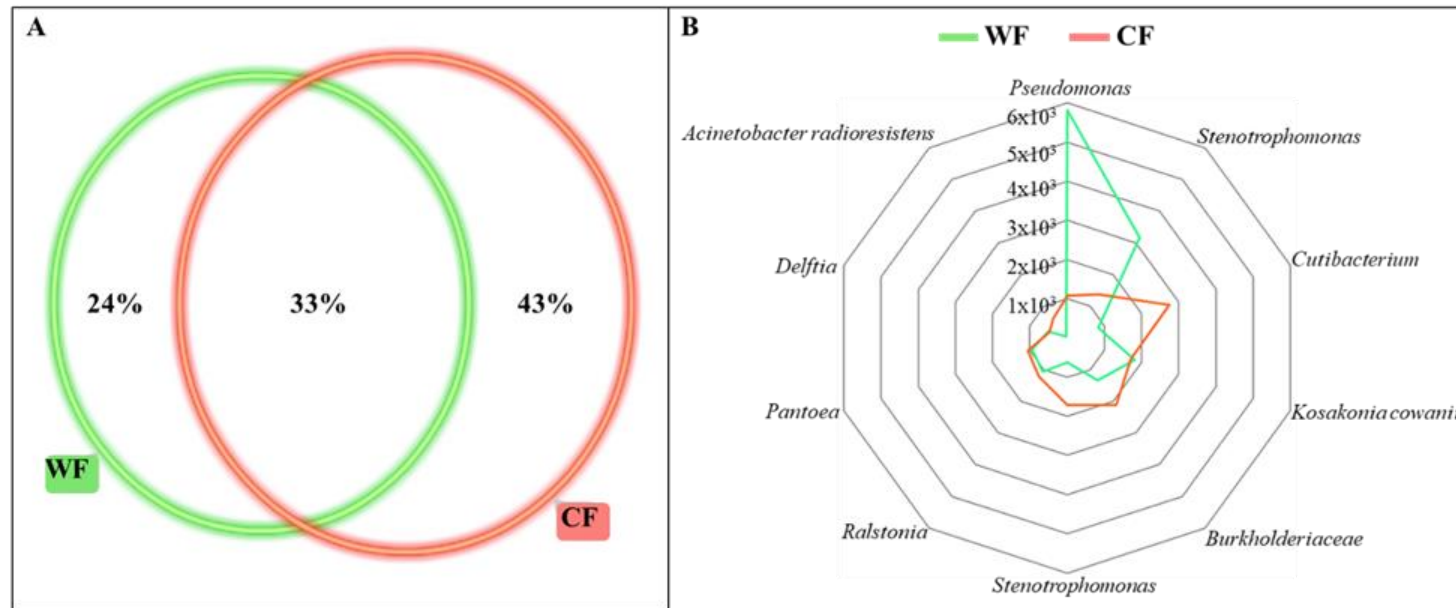 A
24%
33%
43%
WF
CF
B
WF
CF
Pseudomonas
Acinetobacter radioresistens
Stenotrophomonas
6x10³
5x10³
4x10³
3x10³
2x10³
1x10³
Delftia
Cutibacterium
Pantoea
Kosakonia cowanii
Ralstonia
Burkholderiaceae
Stenotrophomonas